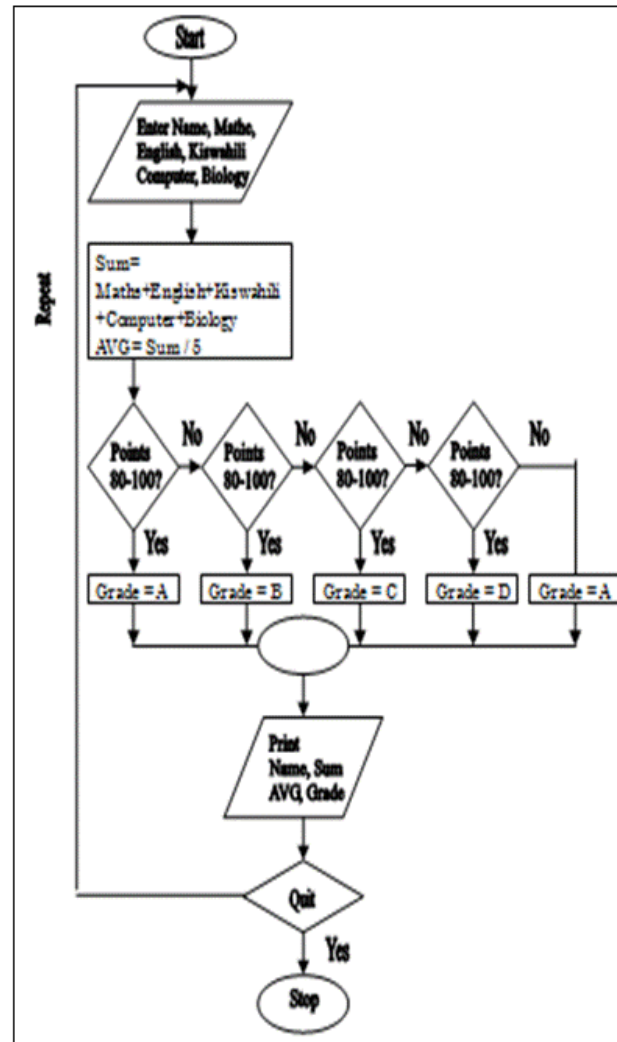 Start
Enter Name, Mathe,
English, Kiswahili
Computer, Biology
Repeat
Sum=
Maths+English+Kiswahili
+Computer+Biology
AVG = Sum / 5
Points
80-100?
No
Points
80-100?
No
Points
80-100?
No
Points
80-100?
No
Yes
Yes
Yes
Yes
Grade = A
Grade = B
Grade = C
Grade = D
Grade = A
Print
Name, Sum
AVG, Grade
Quit
Yes
Stop